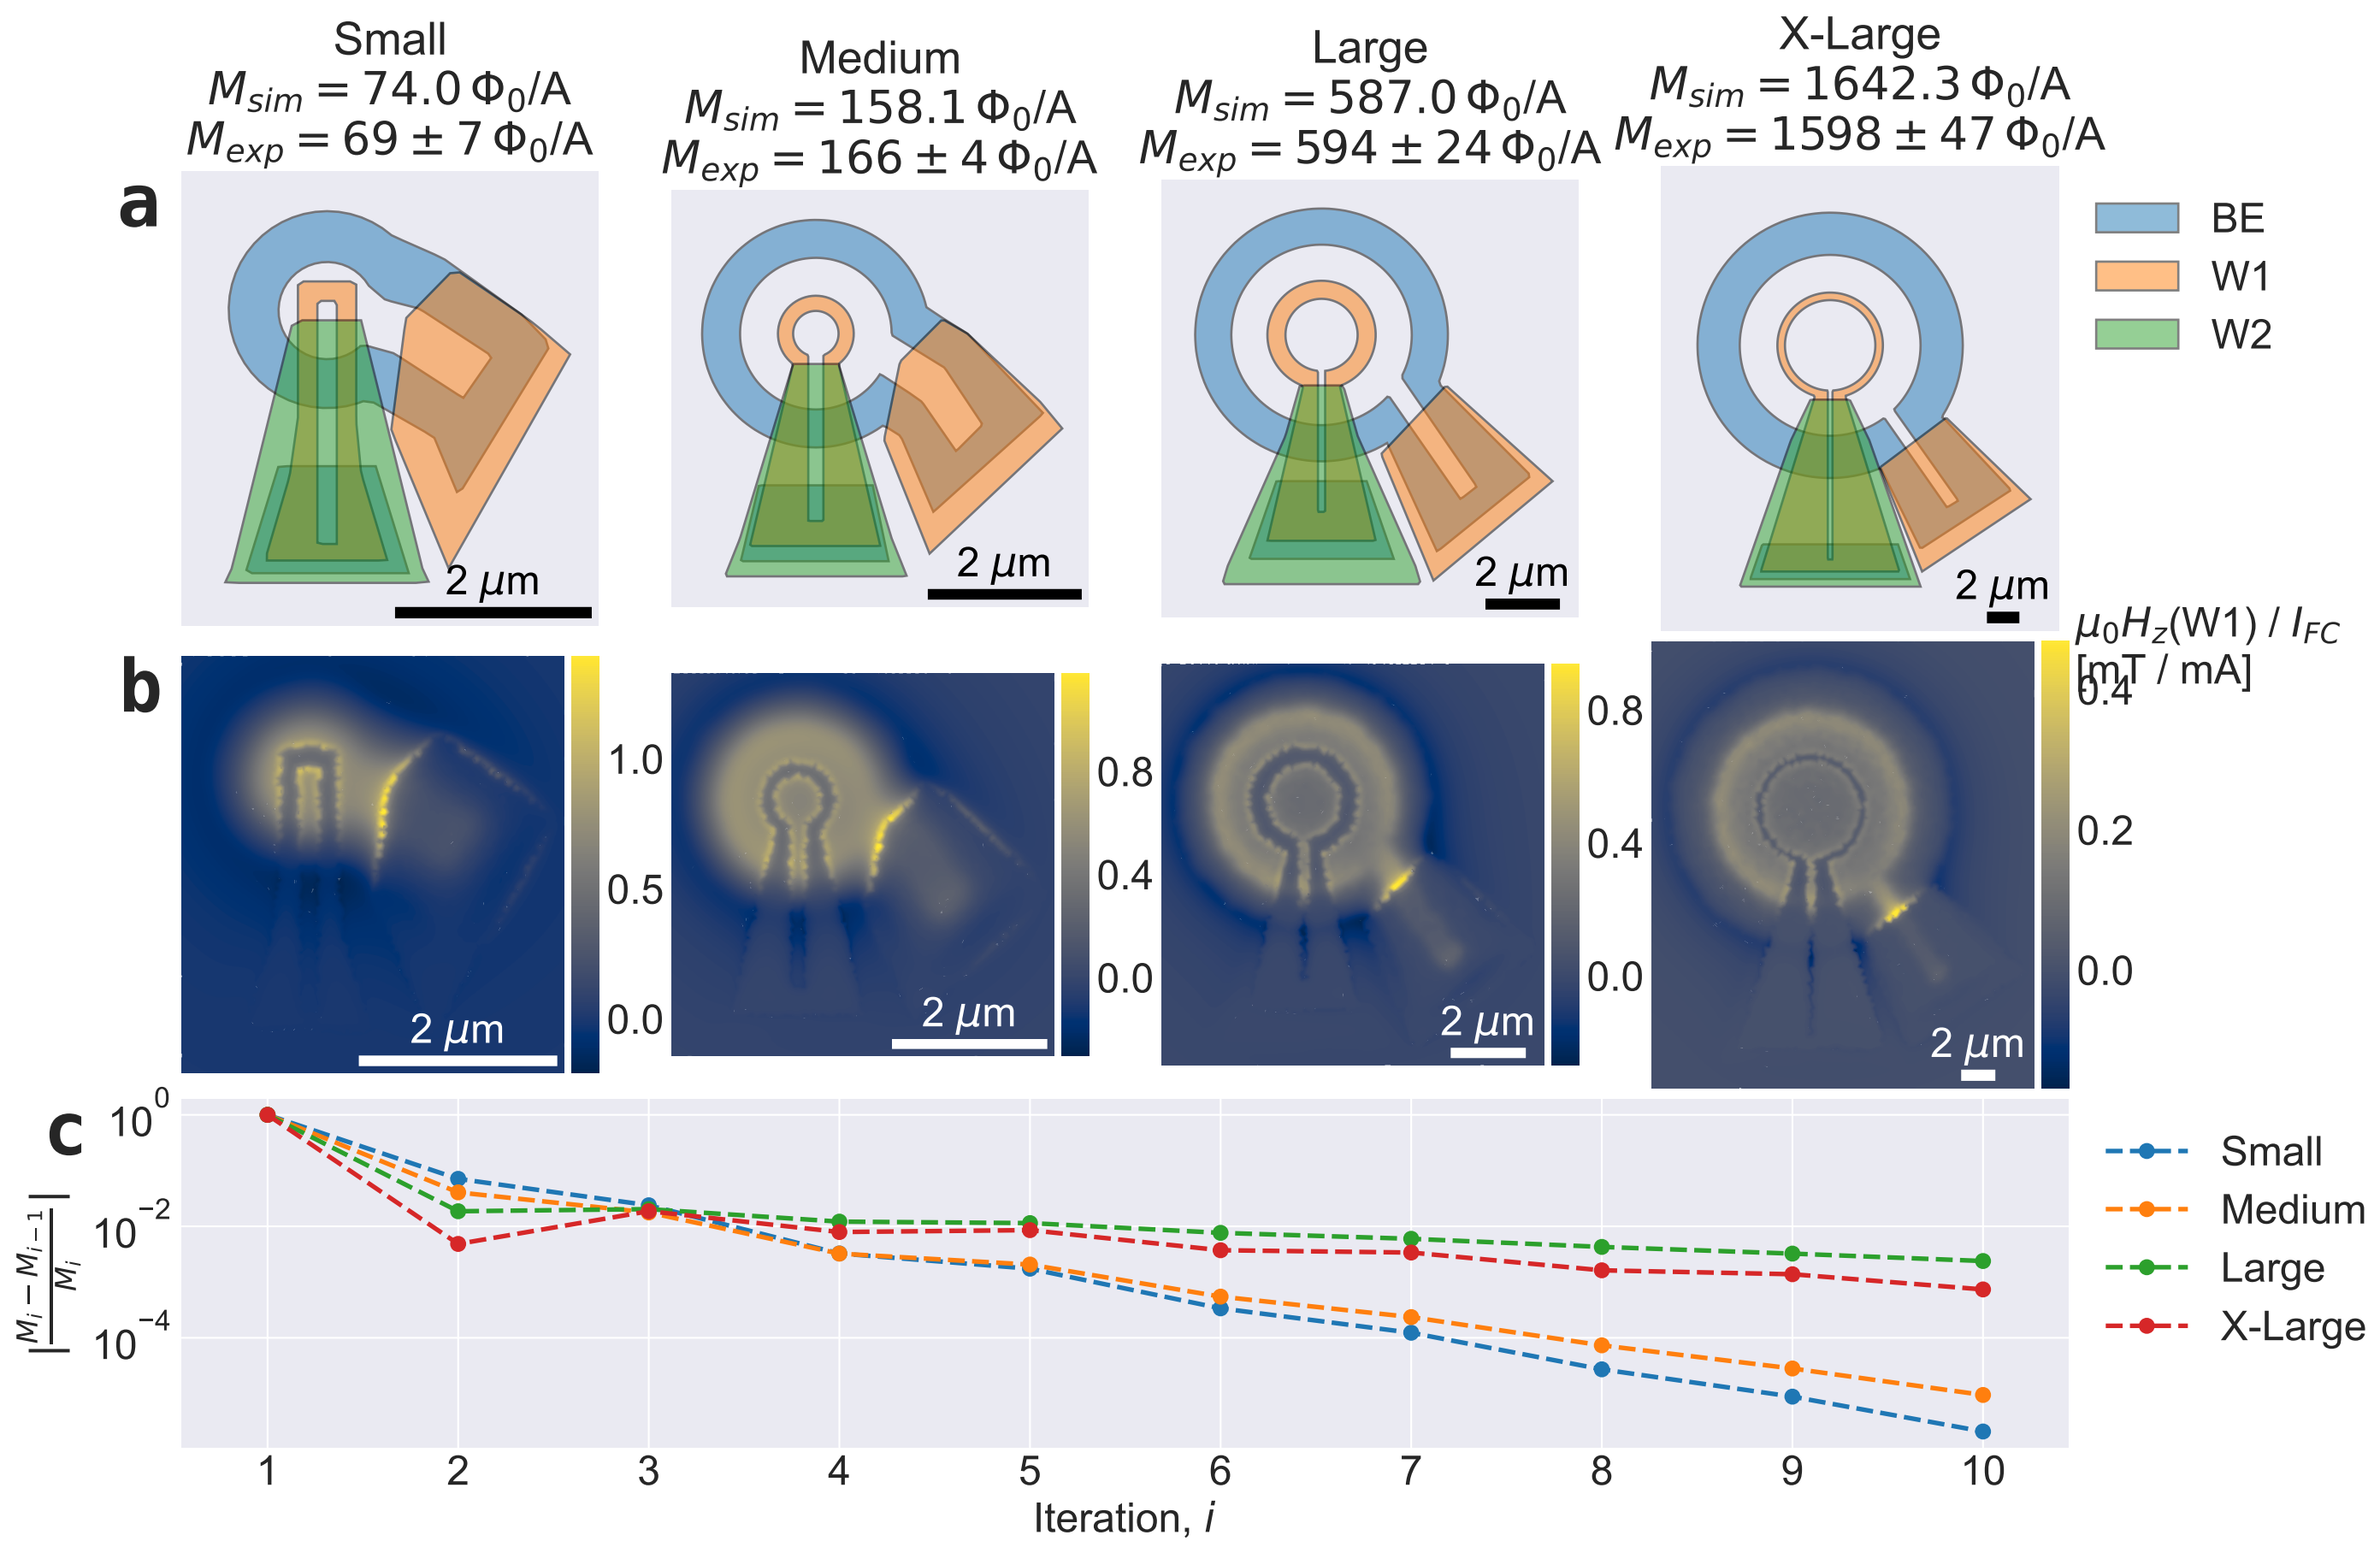 Small
M_sim = 74.0 Φ₀/A
M_exp = 69 ± 7 Φ₀/A
Medium
M_sim = 158.1 Φ₀/A
M_exp = 166 ± 4 Φ₀/A
Large
M_sim = 587.0 Φ₀/A
M_exp = 594 ± 24 Φ₀/A
X-Large
M_sim = 1642.3 Φ₀/A
M_exp = 1598 ± 47 Φ₀/A
a
BE
W1
W2
2 μm
2 μm
2 μm
2 μm
b
μ₀H_z(W1) / I_FC
[mT / mA]
1.0
0.5
0.0
0.8
0.4
0.0
0.8
0.4
0.0
0.4
0.2
0.0
2 μm
2 μm
2 μm
2 μm
c
10⁰
10⁻²
10⁻⁴
|M_i − M_{i−1}|
M_i
1 2 3 4 5 6 7 8 9 10
Iteration, i
Small
Medium
Large
X-Large